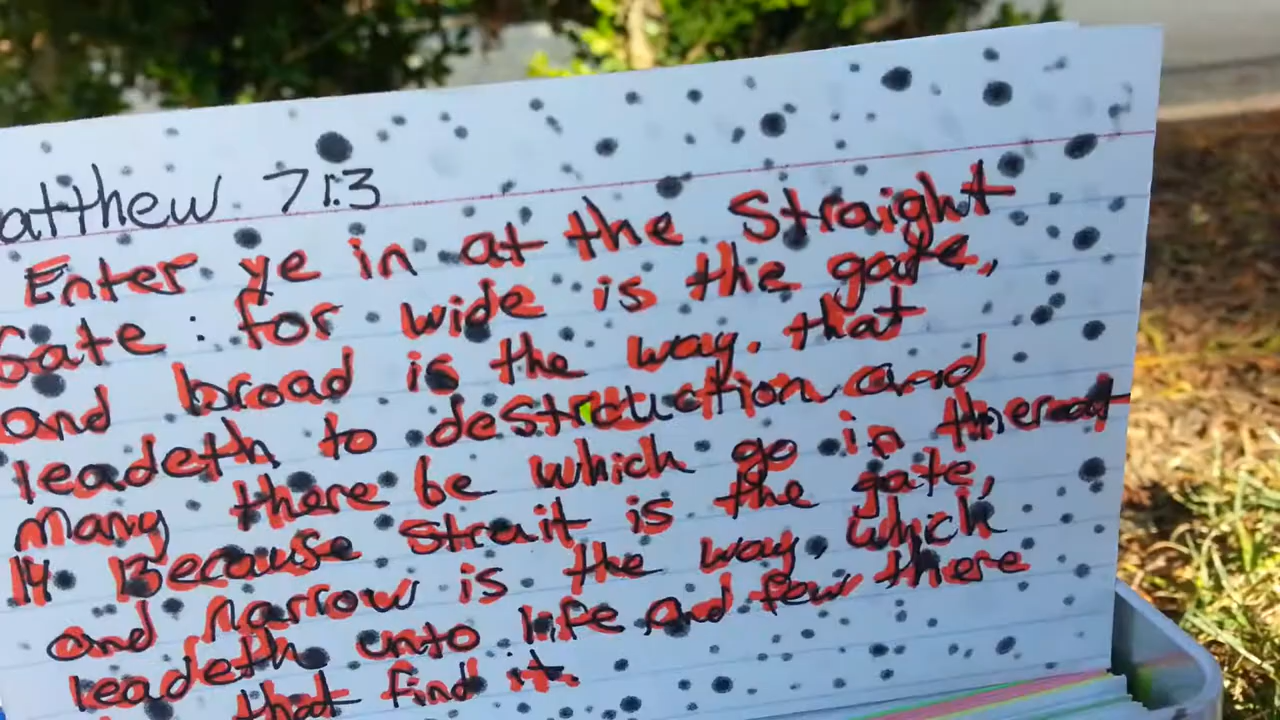 atthew 7:13
Enter ye in at the Straight
Gate: for wide is the gate,
and broad is the way. that
leadeth to destruction and
many there be which go in thereat
14 Because strait is the gate,
and narrow is the way, which
leadeth unto life and few there
that find it.